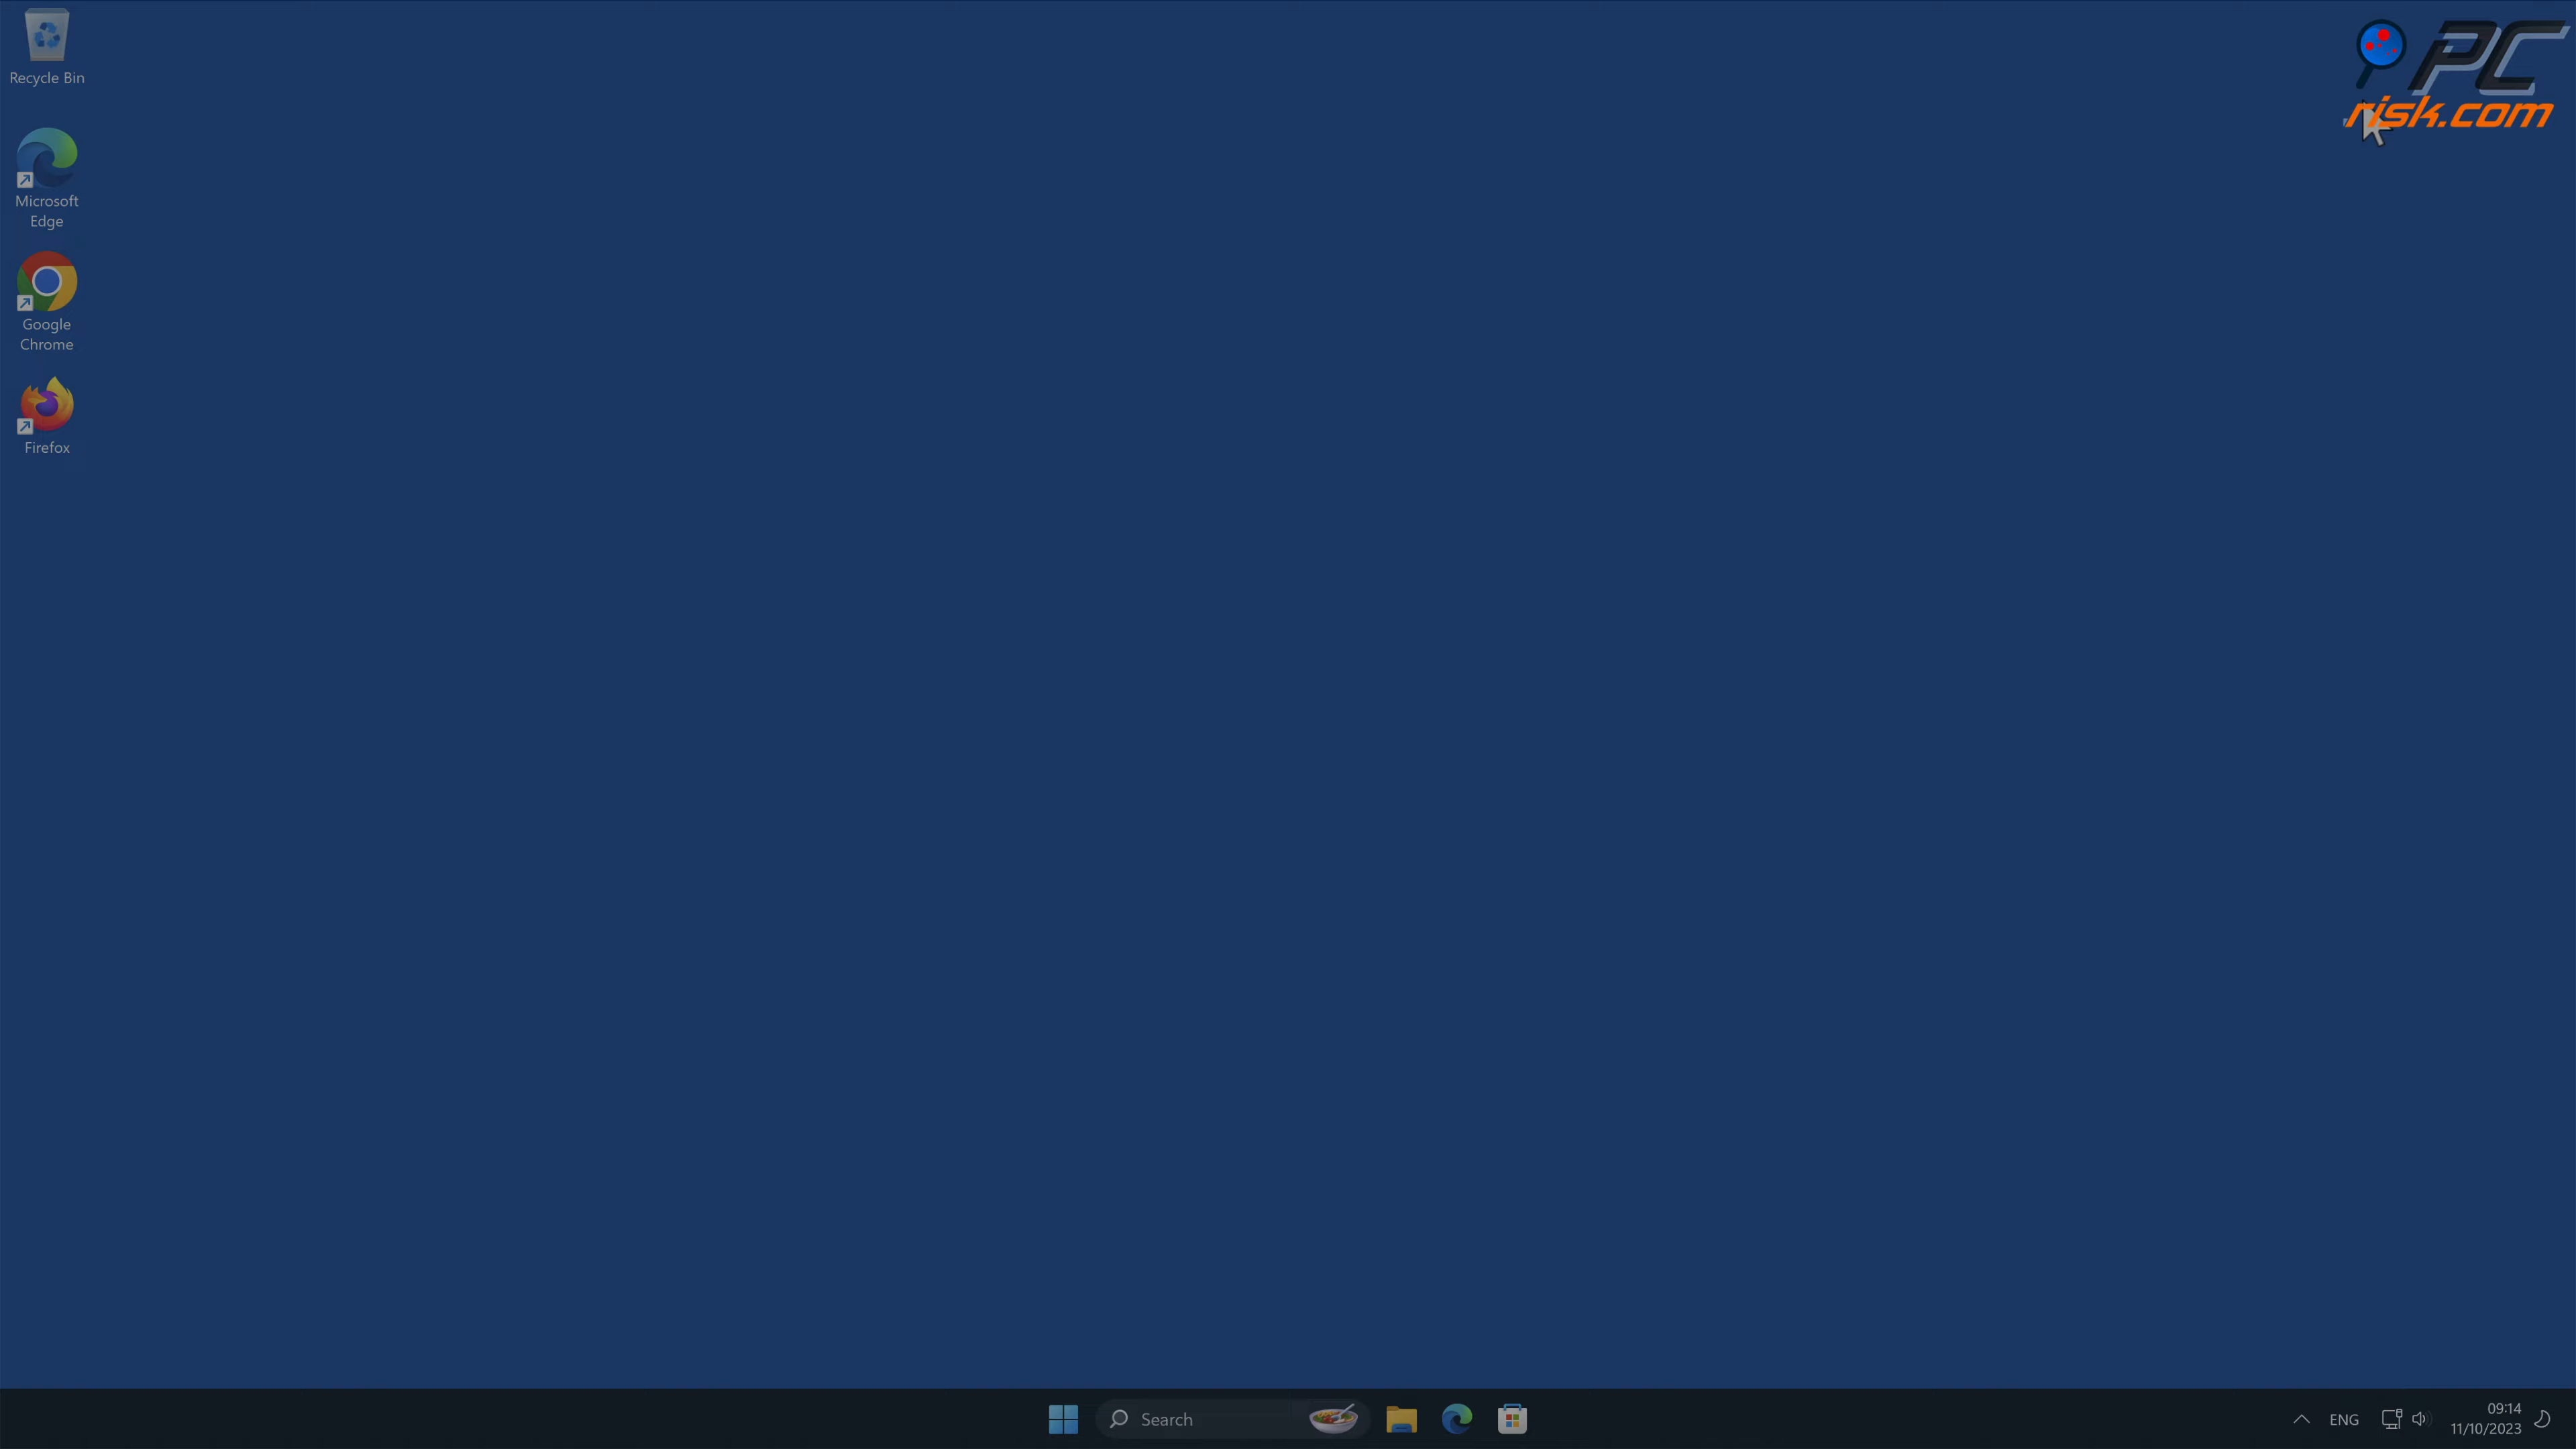 Recycle Bin
PC
risk.com
Microsoft
Edge
Google
Chrome
Firefox
Search
ENG
09:14
11/10/2023